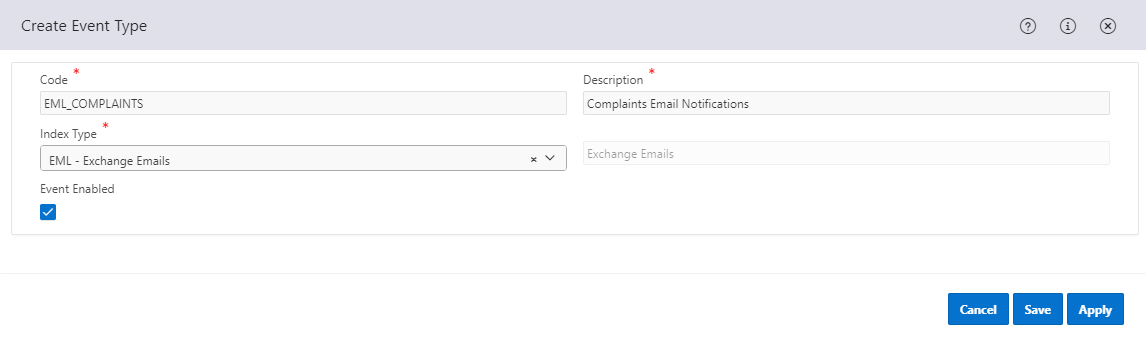 Create Event Type
Code *
Description *
EML_COMPLAINTS
Complaints Email Notifications
Index Type *
EML - Exchange Emails
Exchange Emails
Event Enabled
Cancel Save Apply